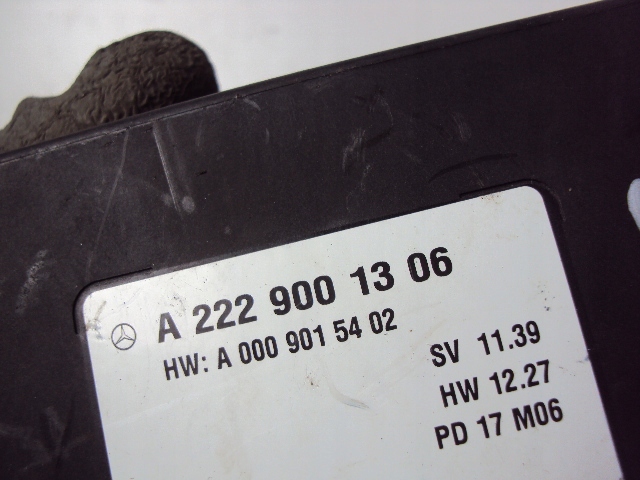 A 222 900 13 06
HW: A 000 901 54 02
SV 11.39
HW 12.27
PD 17 M06